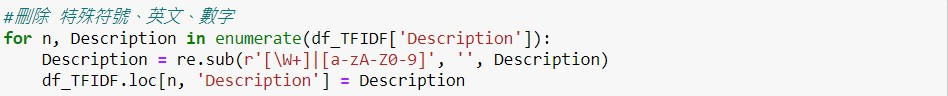 #刪除 特殊符號、英文、數字
for n, Description in enumerate(df_TFIDF['Description']):
    Description = re.sub(r'[\W+]|[a-zA-Z0-9]', '', Description)
    df_TFIDF.loc[n, 'Description'] = Description